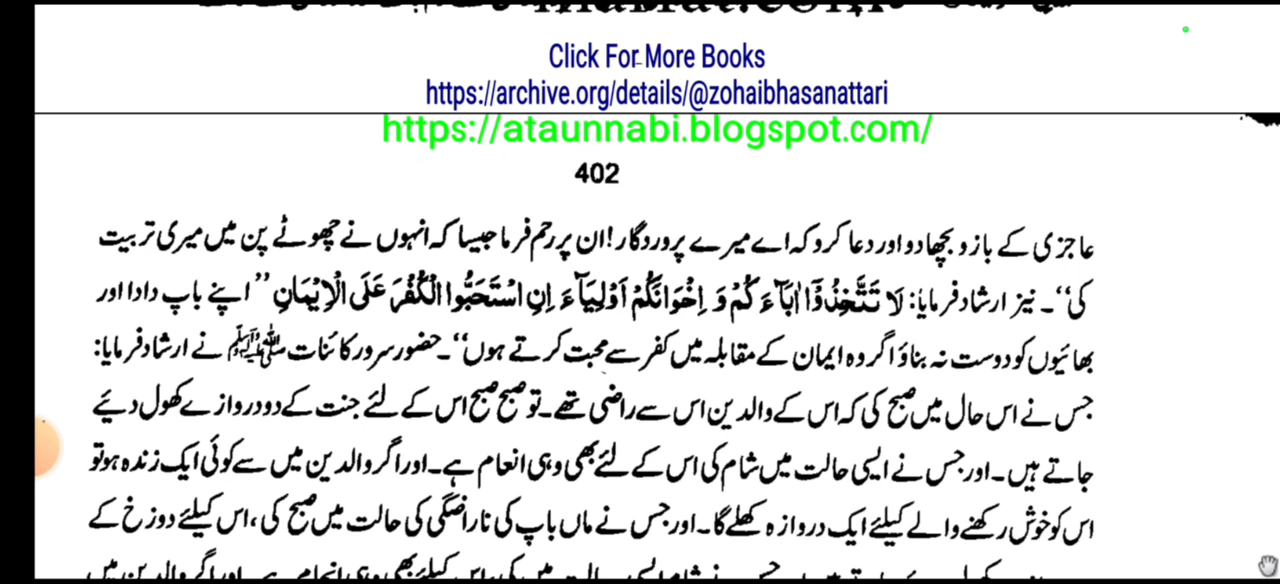 Click For More Books
https://archive.org/details/@zohaibhasanattari
https://ataunnabi.blogspot.com/
402
عاجزی کے بازو بچھا دو اور دعا کرو کہ اے میرے پروردگار! ان پر رحم فرما جیسا کہ انہوں نے چھوٹے پن میں میری تربیت
کی‘‘۔ نیز ارشاد فرمایا: لَا تَتَّخِذُوْٓا اٰبَآءَكُمْ وَ اِخْوَانَكُمْ اَوْلِیَآءَ اِنِ اسْتَحَبُّوا الْكُفْرَ عَلَی الْاِیْمَانِ ’’اپنے باپ دادا اور
بھائیوں کو دوست نہ بناؤ اگر وہ ایمان کے مقابلہ میں کفر سے محبت کرتے ہوں‘‘۔ حضور سرور کائنات ﷺ نے ارشاد فرمایا:
جس نے اس حال میں صبح کی کہ اس کے والدین اس سے راضی تھے۔ تو صبح صبح اس کے لئے جنت کے دو دروازے کھول دیئے
جاتے ہیں۔ اور جس نے ایسی حالت میں شام کی اس کے لئے بھی وہی انعام ہے۔ اور اگر والدین میں سے کوئی ایک زندہ ہو تو
اس کو خوش رکھنے والے کیلئے ایک دروازہ کھلے گا۔ اور جس نے ماں باپ کی ناراضگی کی حالت میں صبح کی، اس کیلئے دوزخ کے